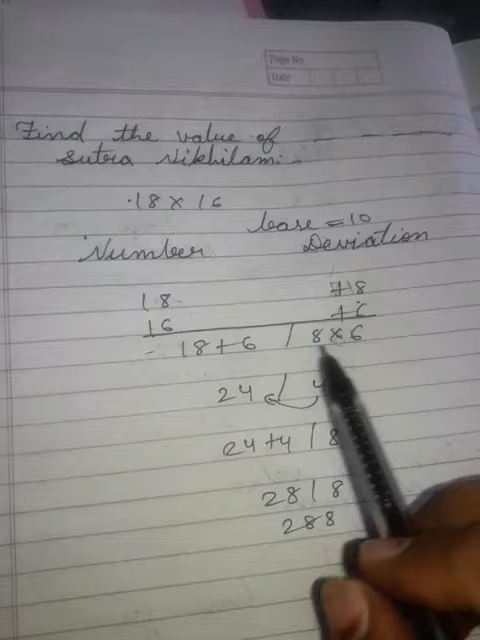 Page No
Date
Find the value of
Sutra Nikhilam
18 × 16
base = 10
Number Deviation
18 +8
16 +6
18+6 / 8×6
24 / 4
24+4 | 8
28 | 8
288